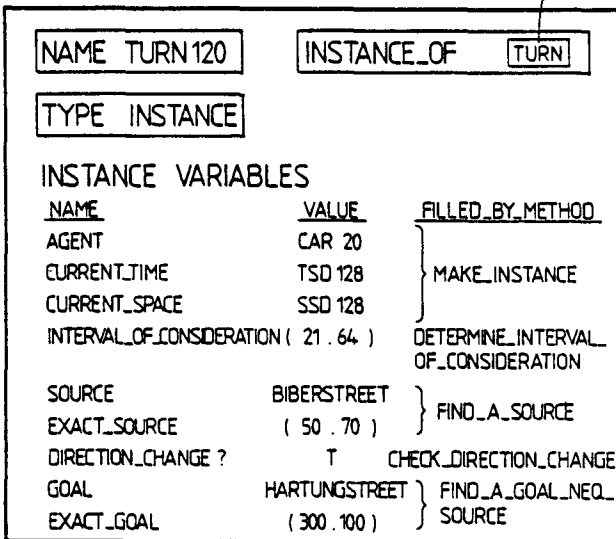 NAME TURN120 INSTANCE_OF TURN
TYPE INSTANCE
INSTANCE VARIABLES
NAME VALUE FILLED_BY_METHOD
AGENT CAR 20
CURRENT_TIME TSD 128 MAKE_INSTANCE
CURRENT_SPACE SSD 128
INTERVAL_OF_CONSIDERATION ( 21 . 64 ) DETERMINE_INTERVAL_
OF_CONSIDERATION
SOURCE BIBERSTREET
FIND_A_SOURCE
EXACT_SOURCE ( 50 . 70 )
DIRECTION_CHANGE ? T CHECK_DIRECTION_CHANGE
GOAL HARTUNGSTREET FIND_A_GOAL_NEQ_
EXACT_GOAL ( 300 . 100 ) SOURCE